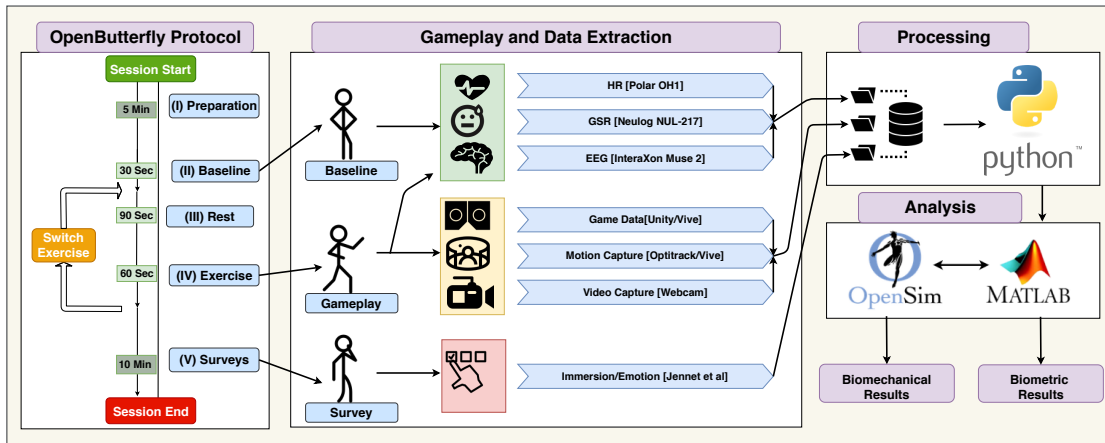 OpenButterfly Protocol
Session Start
5 Min
(I) Preparation
30 Sec
(II) Baseline
90 Sec
(III) Rest
Switch
Exercise
60 Sec
(IV) Exercise
10 Min
(V) Surveys
Session End
Gameplay and Data Extraction
Baseline
Gameplay
Survey
HR [Polar OH1]
GSR [Neulog NUL-217]
EEG [InteraXon Muse 2]
Game Data[Unity/Vive]
Motion Capture [Optitrack/Vive]
Video Capture [Webcam]
Immersion/Emotion [Jennet et al]
Processing
python™
Analysis
OpenSim
MATLAB
Biomechanical
Results
Biometric
Results